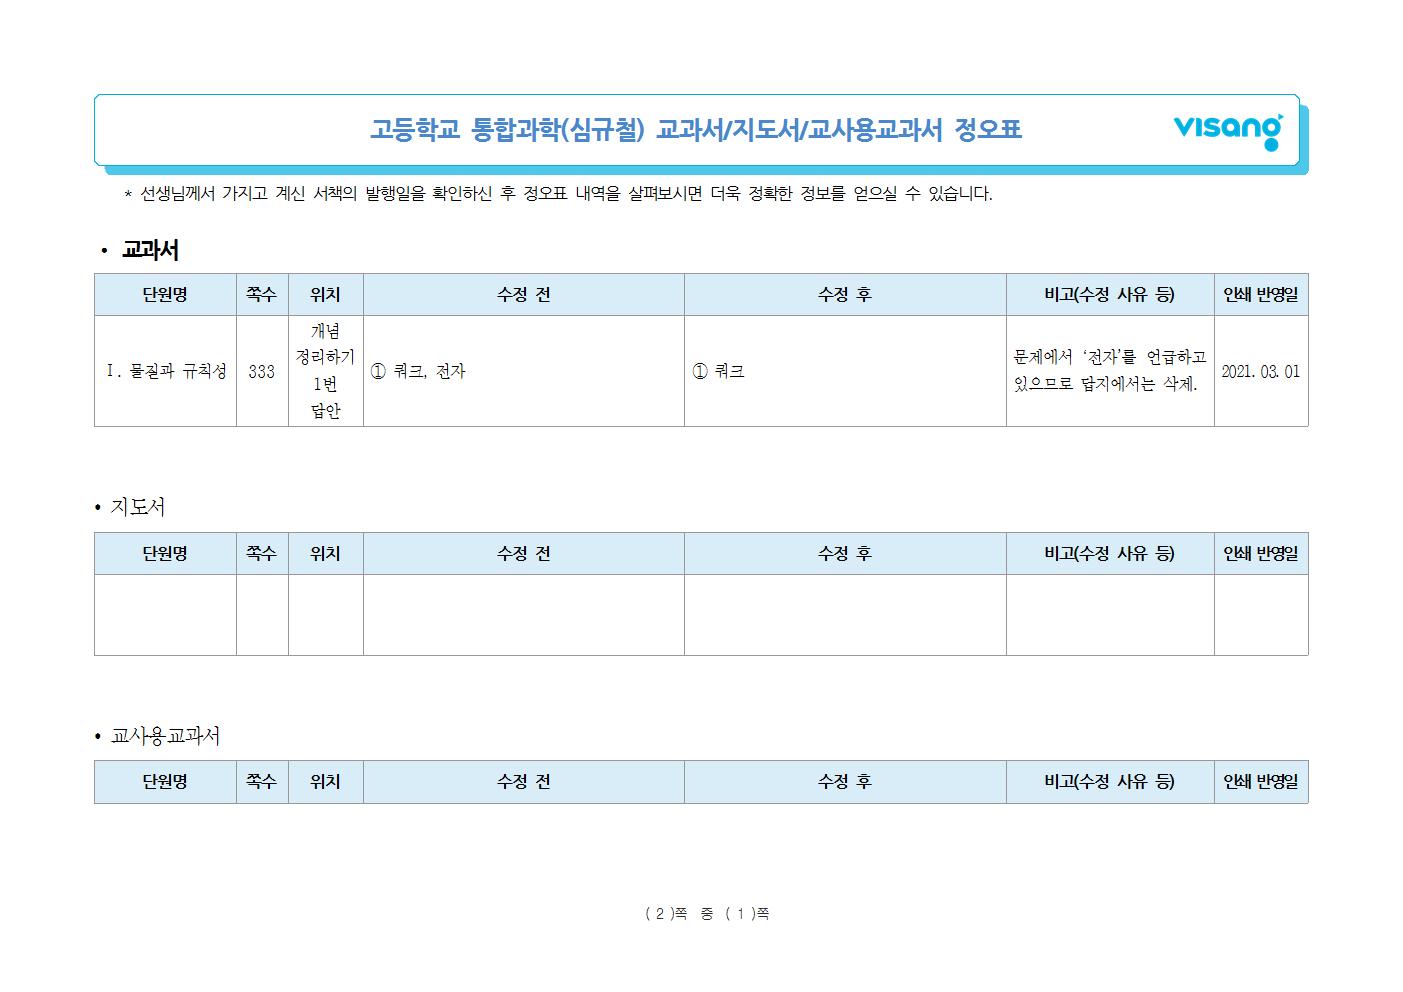 고등학교 통합과학(심규철) 교과서/지도서/교사용교과서 정오표
visang
* 선생님께서 가지고 계신 서책의 발행일을 확인하신 후 정오표 내역을 살펴보시면 더욱 정확한 정보를 얻으실 수 있습니다.
• 교과서
단원명 쪽수 위치 수정 전 수정 후 비고(수정 사유 등) 인쇄 반영일
Ⅰ. 물질과 규칙성 333 개념 정리하기 1번 답안 ① 쿼크, 전자 ① 쿼크 문제에서 ‘전자’를 언급하고 있으므로 답지에서는 삭제. 2021. 03. 01
• 지도서
단원명 쪽수 위치 수정 전 수정 후 비고(수정 사유 등) 인쇄 반영일
• 교사용교과서
단원명 쪽수 위치 수정 전 수정 후 비고(수정 사유 등) 인쇄 반영일
( 2 )쪽 중 ( 1 )쪽